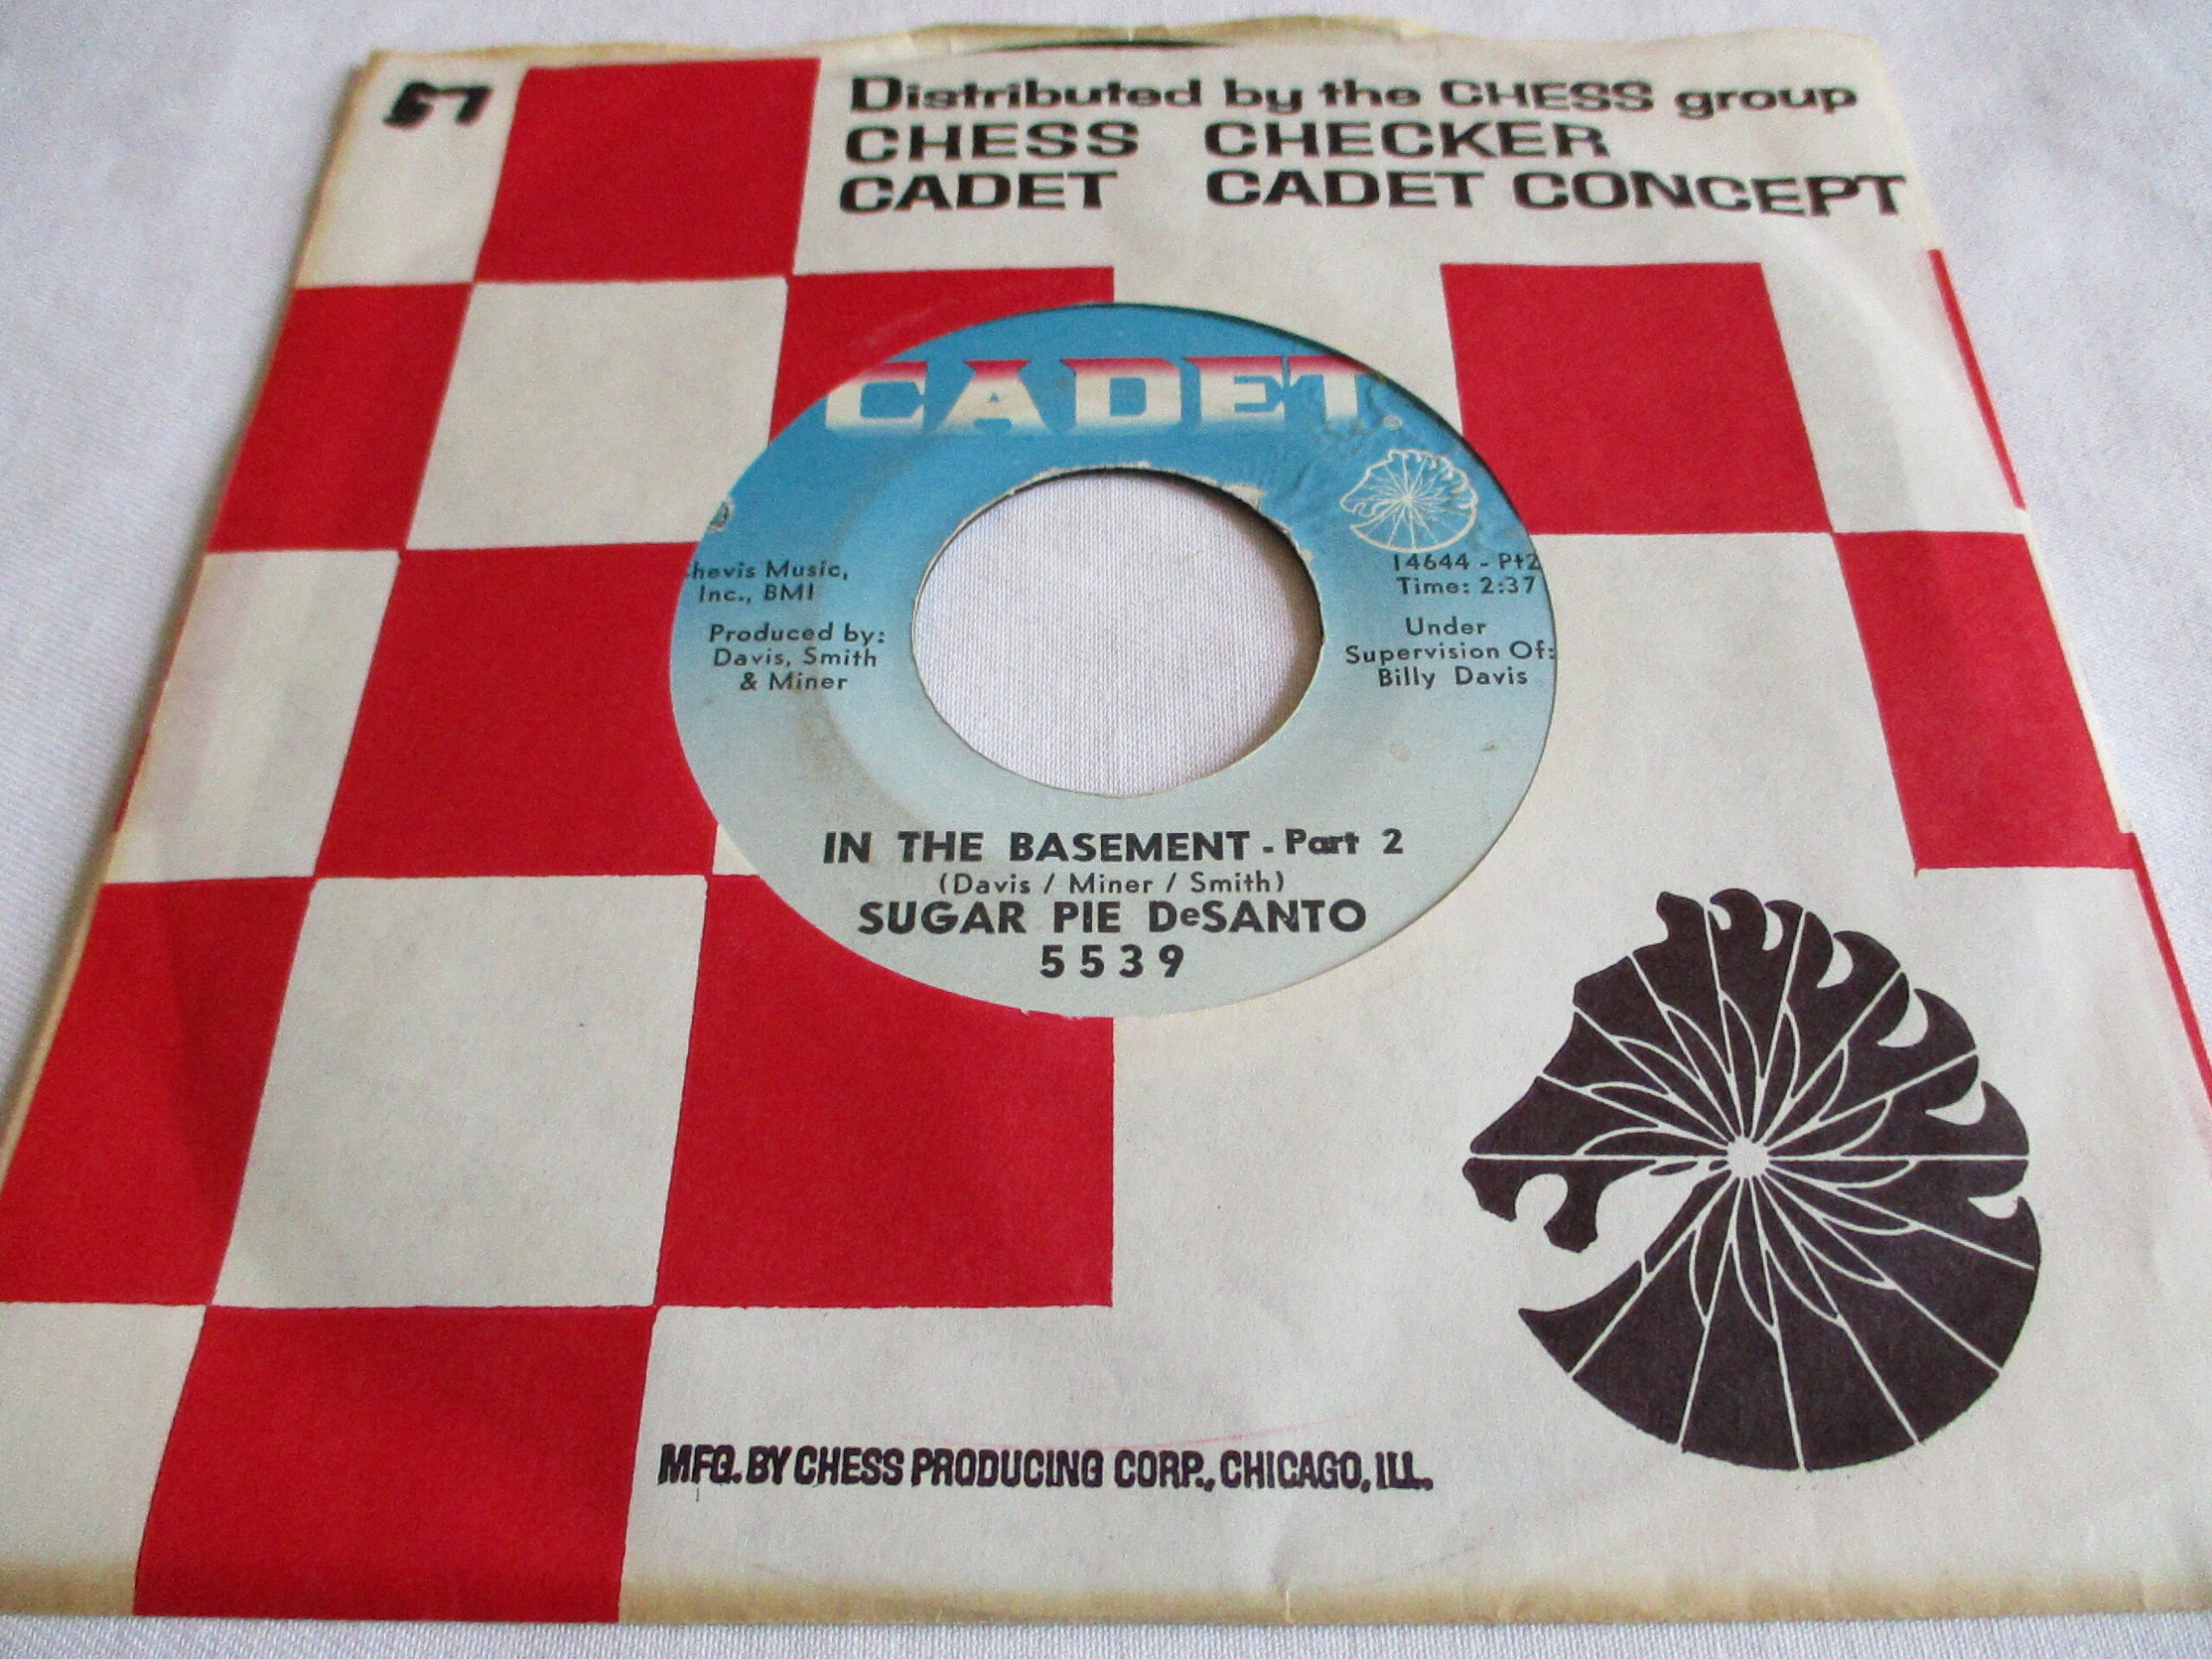 57
Distributed by the CHESS group
CHESS CHECKER
CADET CADET CONCEPT
CADET
hevis Music,
Inc., BMI
Produced by:
Davis, Smith
& Miner
14644 - Pt2
Time: 2:37
Under
Supervision Of:
Billy Davis
IN THE BASEMENT - Part 2
(Davis / Miner / Smith)
SUGAR PIE DeSANTO
5539
MFG. BY CHESS PRODUCING CORP., CHICAGO, ILL.